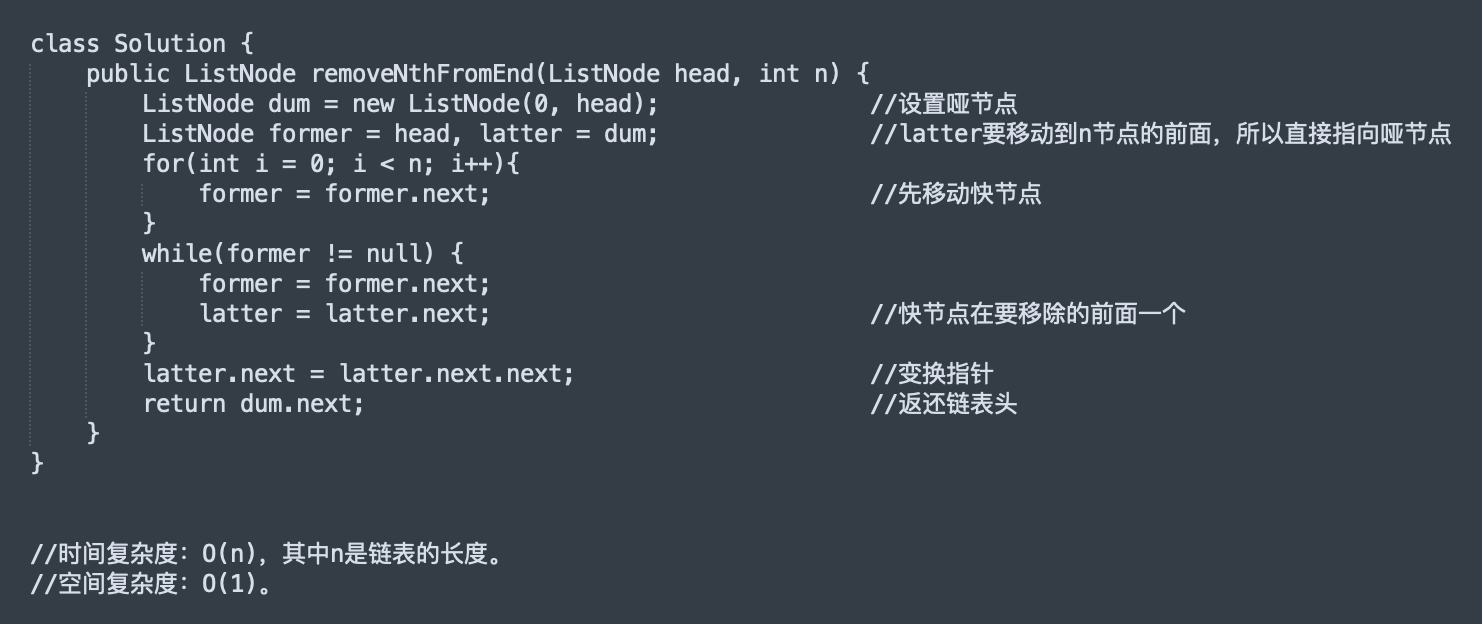 class Solution {
    public ListNode removeNthFromEnd(ListNode head, int n) {
        ListNode dum = new ListNode(0, head);                //设置哑节点
        ListNode former = head, latter = dum;                //latter要移动到n节点的前面，所以直接指向哑节点
        for(int i = 0; i < n; i++){
            former = former.next;                            //先移动快节点
        }
        while(former != null) {
            former = former.next;
            latter = latter.next;                            //快节点在要移除的前面一个
        }
        latter.next = latter.next.next;                      //变换指针
        return dum.next;                                     //返还链表头
    }
}
//时间复杂度：O(n)，其中n是链表的长度。
//空间复杂度：O(1)。